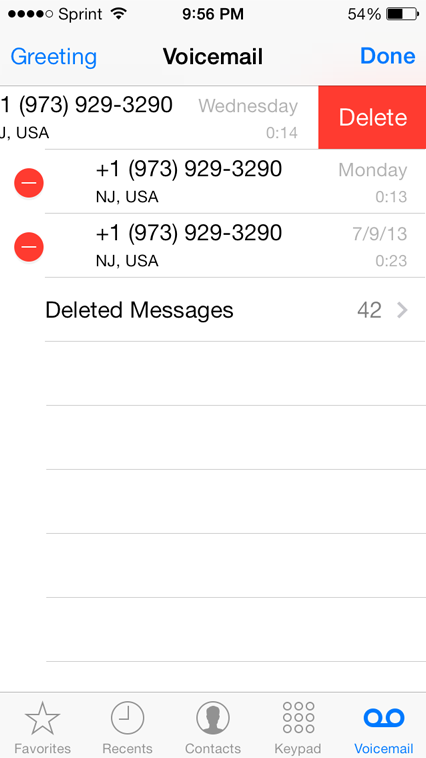 Sprint 9:56 PM 54%
Greeting Voicemail Done
1 (973) 929-3290 Wednesday Delete
J, USA 0:14
+1 (973) 929-3290 Monday
NJ, USA 0:13
+1 (973) 929-3290 7/9/13
NJ, USA 0:23
Deleted Messages 42
Favorites Recents Contacts Keypad Voicemail